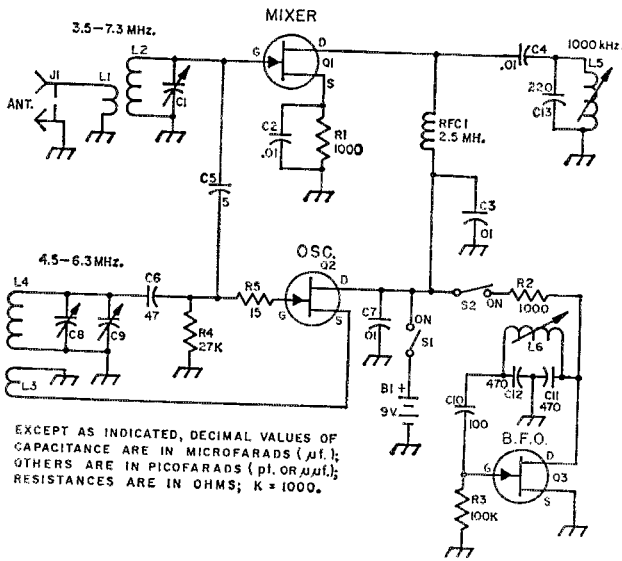 MIXER
3.5–7.3 MHz.
L2
J1
L1
ANT.
C1
G
D
Q1
S
C2
.01
R1
1000
C4
.01
1000 kHz
L5
220
C13
RFC1
2.5 MH.
C3
.01
C5
5
4.5–6.3 MHz.
L4
C6
47
C8
C9
R4
27K
R5
15
OSC.
Q2
D
G
S
L3
C7
.01
ON
S1
B1 +
9V.
S2
ON
R2
1000
L6
470
C12
C11
470
C10
100
B.F.O.
G
D
Q3
S
R3
100K
EXCEPT AS INDICATED, DECIMAL VALUES OF
CAPACITANCE ARE IN MICROFARADS (µf.);
OTHERS ARE IN PICOFARADS (pf. OR µµf.);
RESISTANCES ARE IN OHMS; K = 1000.